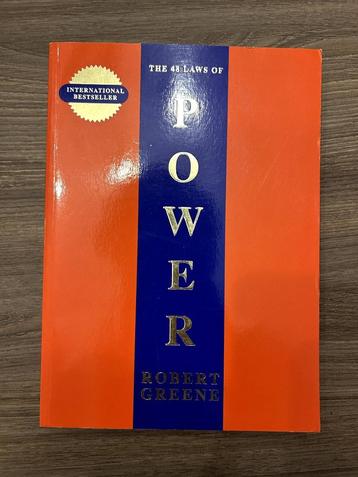 THE 48 LAWS OF
INTERNATIONAL
BESTSELLER
P
O
W
E
R
ROBERT
GREENE